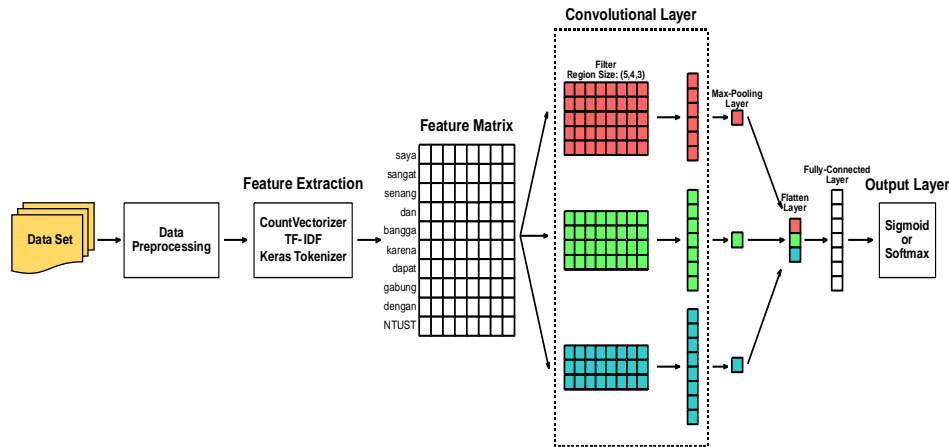 Convolutional Layer
Filter
Region Size: (5,4,3)
Max-Pooling
Layer
Feature Matrix
saya
sangat
senang
dan
bangga
karena
dapat
gabung
dengan
NTUST
Feature Extraction
CountVectorizer
TF-IDF
Keras Tokenizer
Data Set
Data
Preprocessing
Fully-Connected
Layer
Flatten
Layer
Output Layer
Sigmoid
or
Softmax